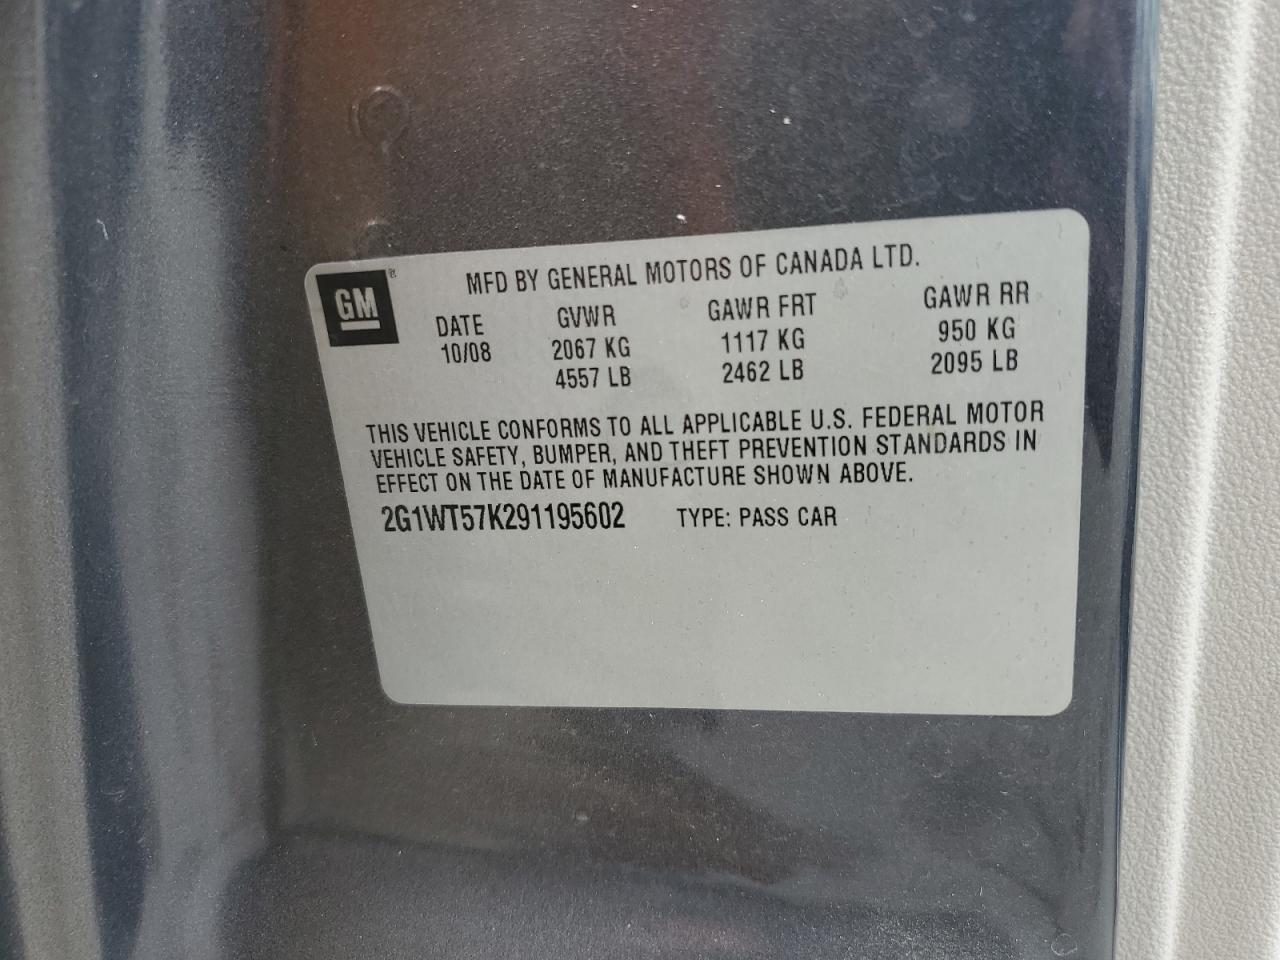 GM ®
MFD BY GENERAL MOTORS OF CANADA LTD.
DATE GVWR GAWR FRT GAWR RR
10/08 2067 KG 1117 KG 950 KG
4557 LB 2462 LB 2095 LB
THIS VEHICLE CONFORMS TO ALL APPLICABLE U.S. FEDERAL MOTOR
VEHICLE SAFETY, BUMPER, AND THEFT PREVENTION STANDARDS IN
EFFECT ON THE DATE OF MANUFACTURE SHOWN ABOVE.
2G1WT57K291195602 TYPE: PASS CAR